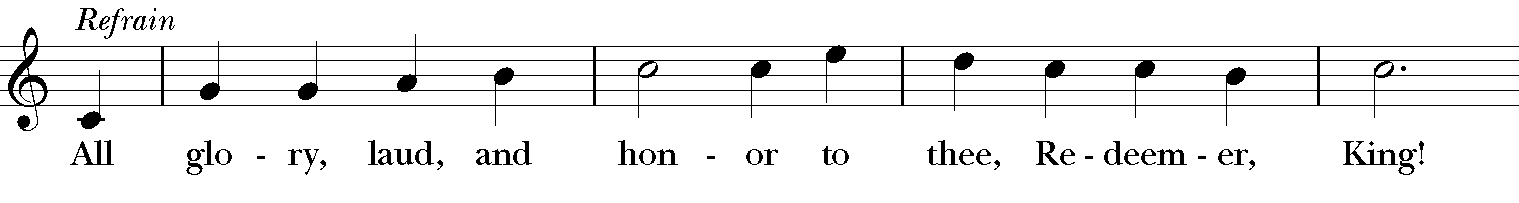 Refrain
All glo - ry, laud, and hon - or to thee, Re - deem - er, King!